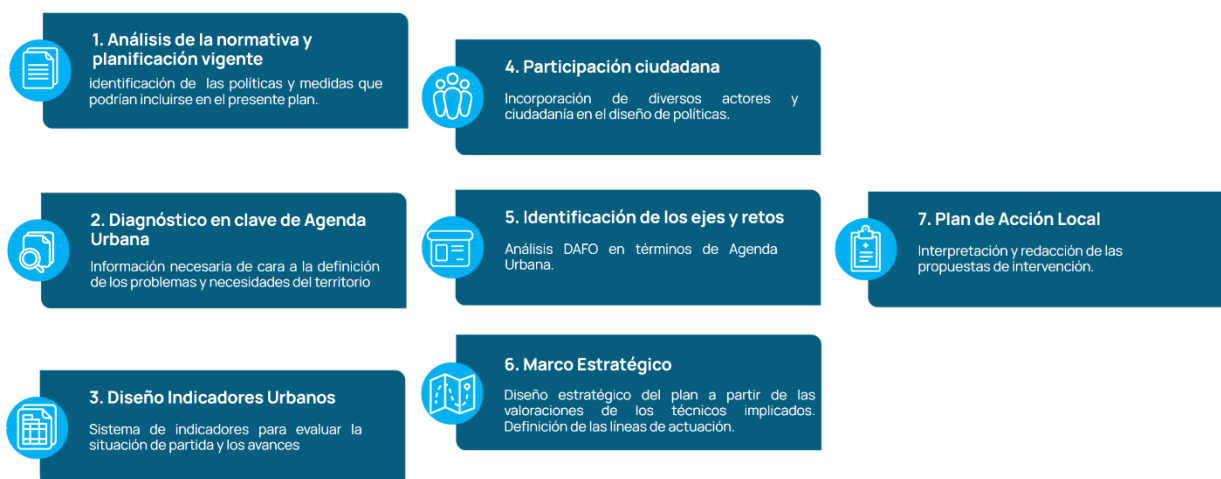 1. Análisis de la normativa y
planificación vigente
identificación de las políticas y medidas que
podrían incluirse en el presente plan.
2. Diagnóstico en clave de Agenda
Urbana
Información necesaria de cara a la definición
de los problemas y necesidades del territorio
3. Diseño Indicadores Urbanos
Sistema de indicadores para evaluar la
situación de partida y los avances
4. Participación ciudadana
Incorporación de diversos actores y
ciudadanía en el diseño de políticas.
5. Identificación de los ejes y retos
Análisis DAFO en términos de Agenda
Urbana.
6. Marco Estratégico
Diseño estratégico del plan a partir de las
valoraciones de los técnicos implicados.
Definición de las líneas de actuación.
7. Plan de Acción Local
Interpretación y redacción de las
propuestas de intervención.